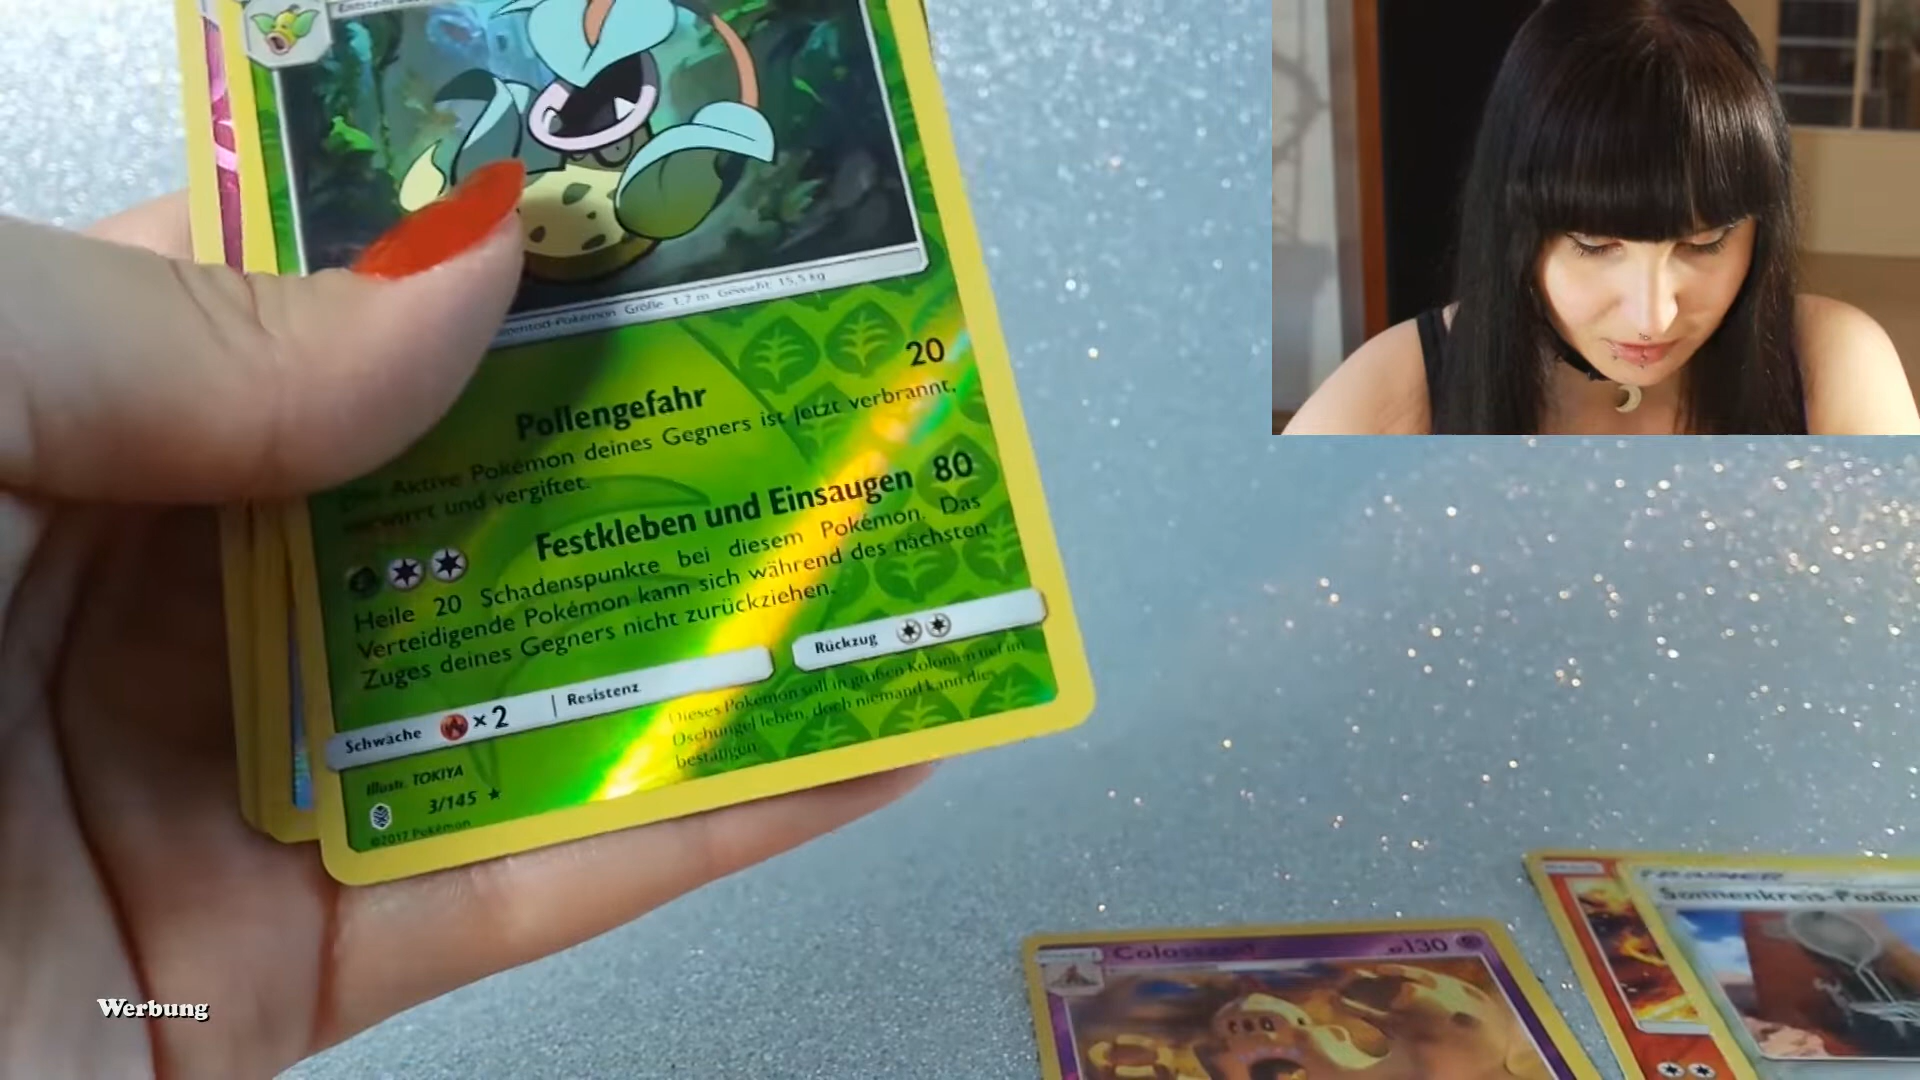 Größe: 1,7 m Gewicht: 15,5 kg
Pollengefahr
20
Aktive Pokémon deines Gegners ist jetzt verbrannt,
verwirrt und vergiftet.
Festkleben und Einsaugen 80
Heile 20 Schadenspunkte bei diesem Pokémon. Das
Verteidigende Pokémon kann sich während des nächsten
Zuges deines Gegners nicht zurückziehen.
Schwäche ×2 Resistenz
Rückzug
Dieses Pokémon soll in großen Kolonien tief im
Dschungel leben, doch niemand kann dies
bestätigen.
Illustr. TOKIYA
3/145
©2017 Pokémon
Werbung
130
TRAINER
Sonnenkreis-Podium